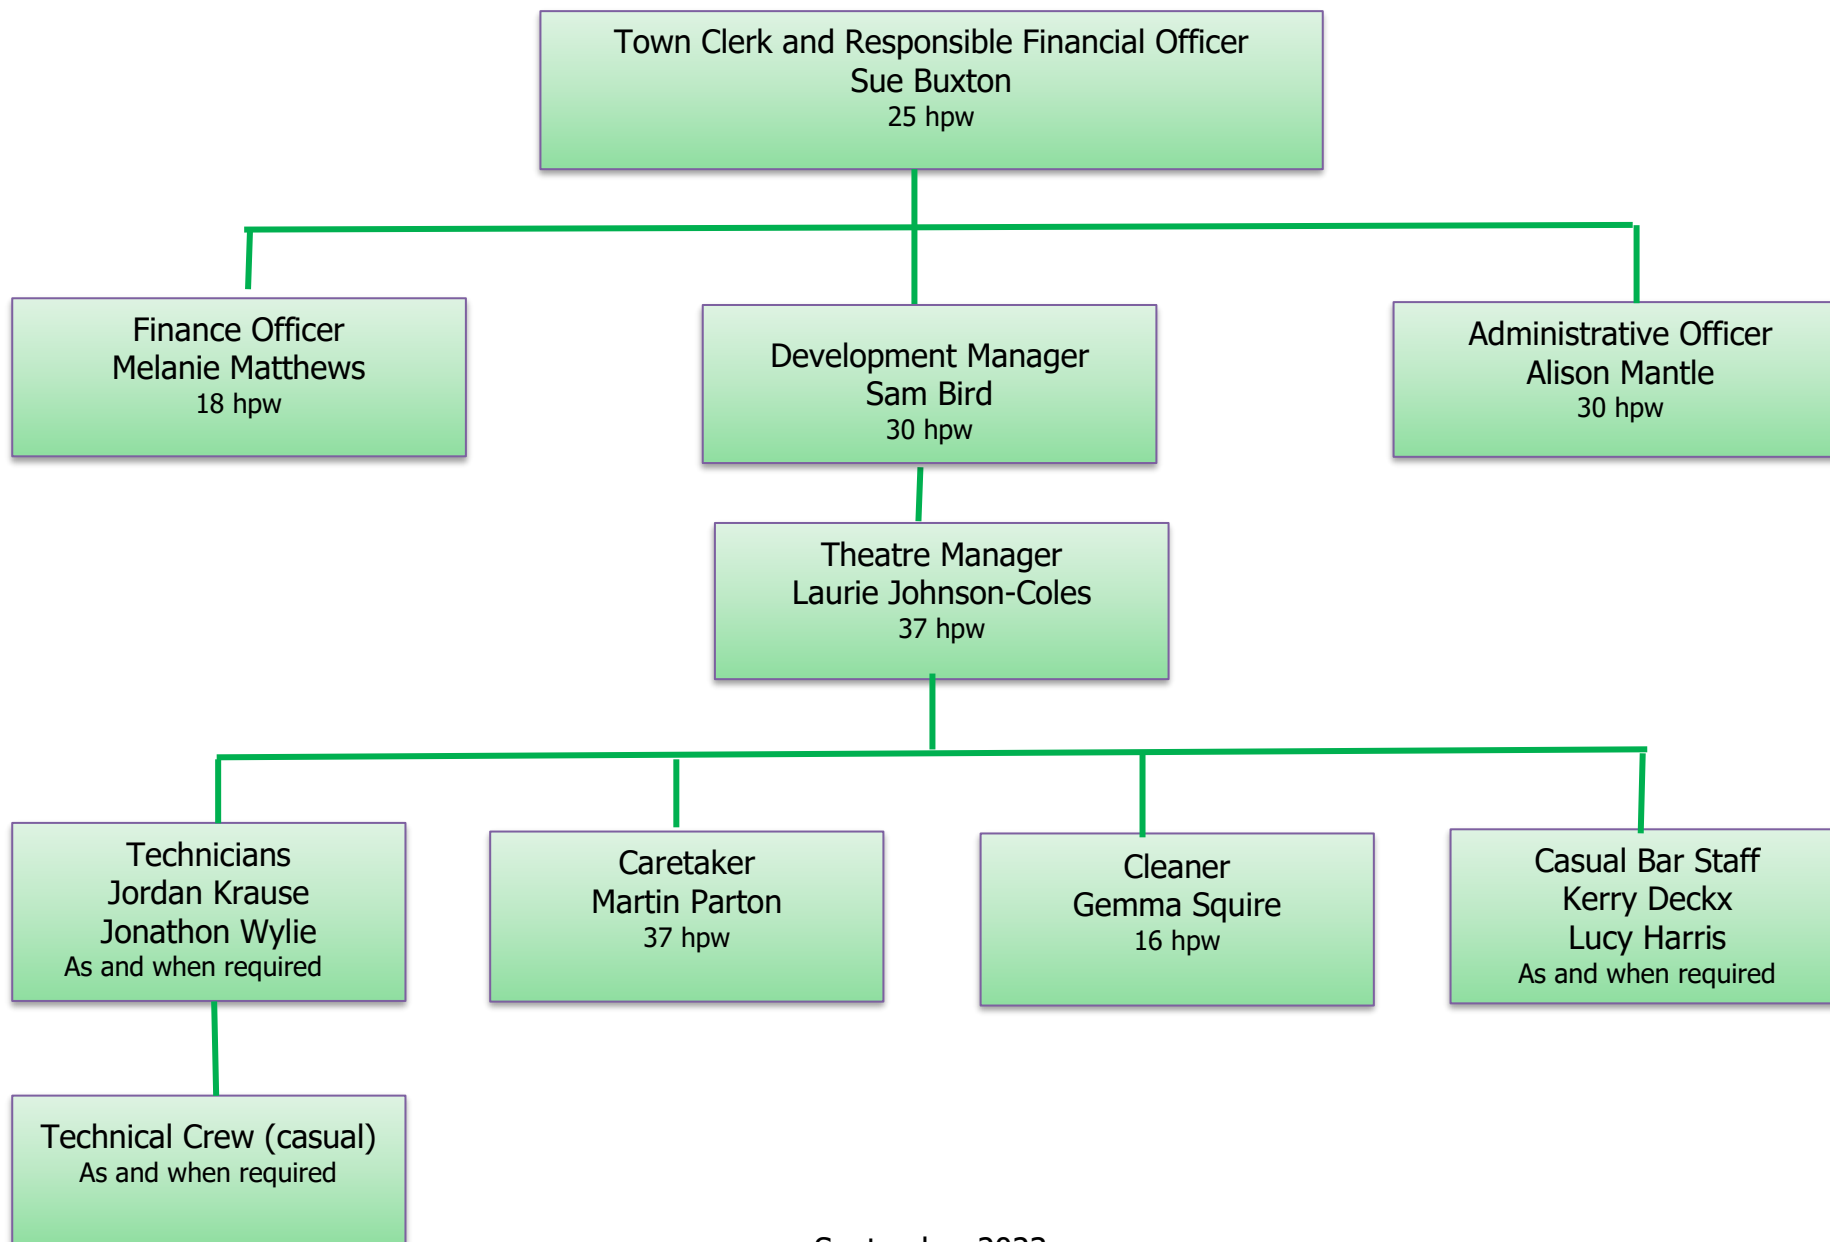 Town Clerk and Responsible Financial Officer
Sue Buxton
25 hpw
Finance Officer
Melanie Matthews
18 hpw
Development Manager
Sam Bird
30 hpw
Administrative Officer
Alison Mantle
30 hpw
Theatre Manager
Laurie Johnson-Coles
37 hpw
Technicians
Jordan Krause
Jonathon Wylie
As and when required
Caretaker
Martin Parton
37 hpw
Cleaner
Gemma Squire
16 hpw
Casual Bar Staff
Kerry Deckx
Lucy Harris
As and when required
Technical Crew (casual)
As and when required
September